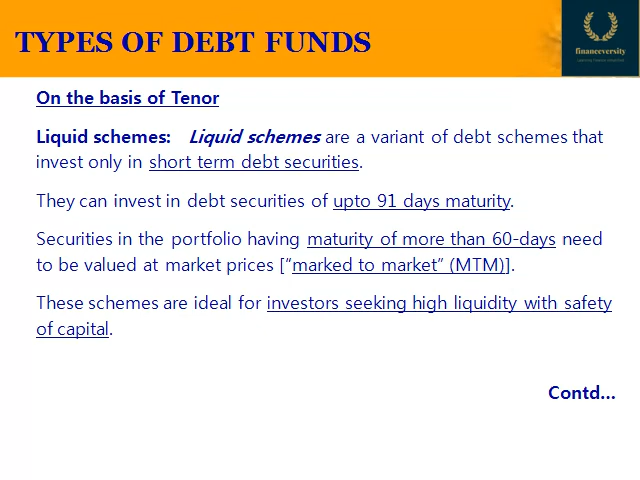 TYPES OF DEBT FUNDS
financeversity
On the basis of Tenor
Liquid schemes: Liquid schemes are a variant of debt schemes that
invest only in short term debt securities.
They can invest in debt securities of upto 91 days maturity.
Securities in the portfolio having maturity of more than 60-days need
to be valued at market prices [“marked to market” (MTM)].
These schemes are ideal for investors seeking high liquidity with safety
of capital.
Contd...